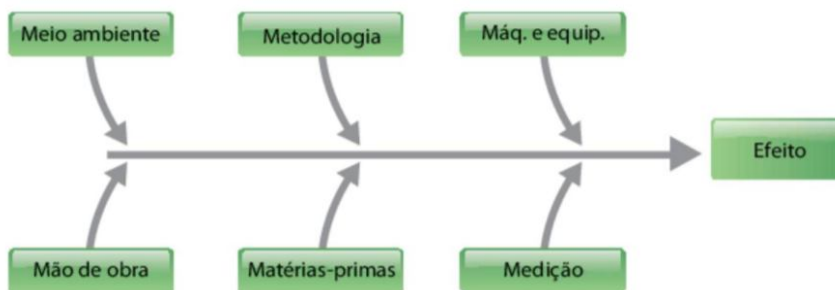 Meio ambiente
Metodologia
Máq. e equip.
Efeito
Mão de obra
Matérias-primas
Medição